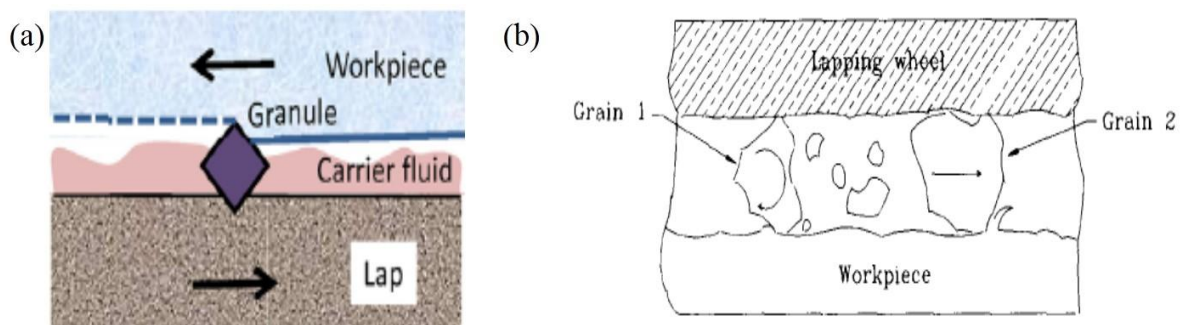 (a)
Workpiece
Granule
Carrier fluid
Lap
(b)
Lapping wheel
Grain 1
Grain 2
Workpiece